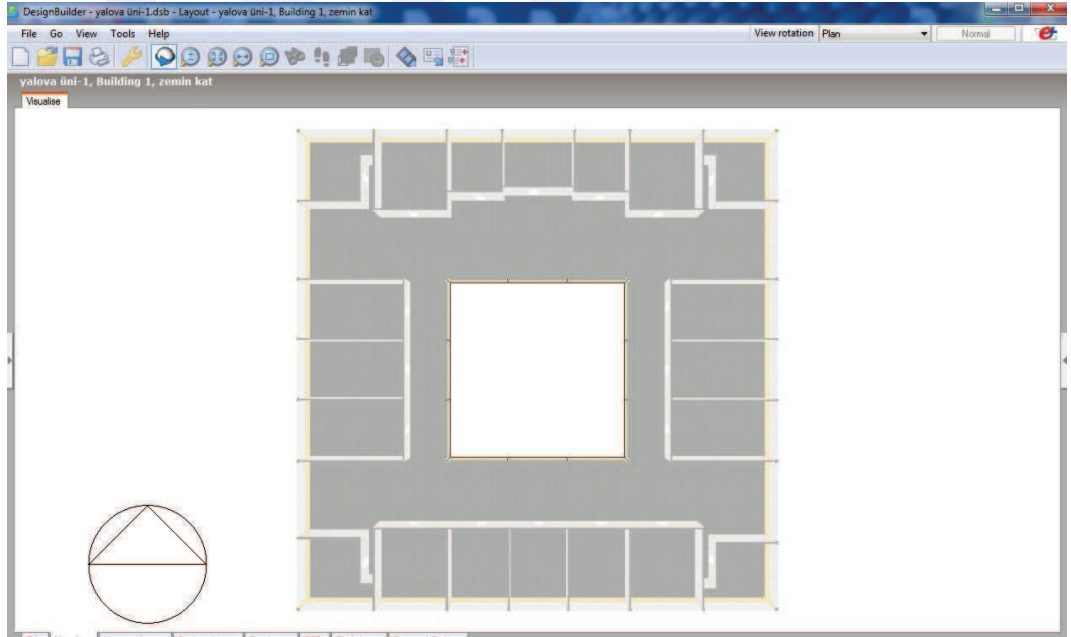 DesignBuilder - yalova üni-1.dsb - Layout - yalova üni-1, Building 1, zemin kat
File Go View Tools Help
View rotation Plan
Normal
yalova üni-1, Building 1, zemin kat
Visualise